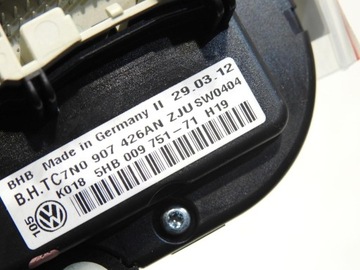 BHB Made in Germany II 29.03.12
B.H.TC7N0 907 426AN ZJU SW0404
K018 5HB 009 751-71 H19
105